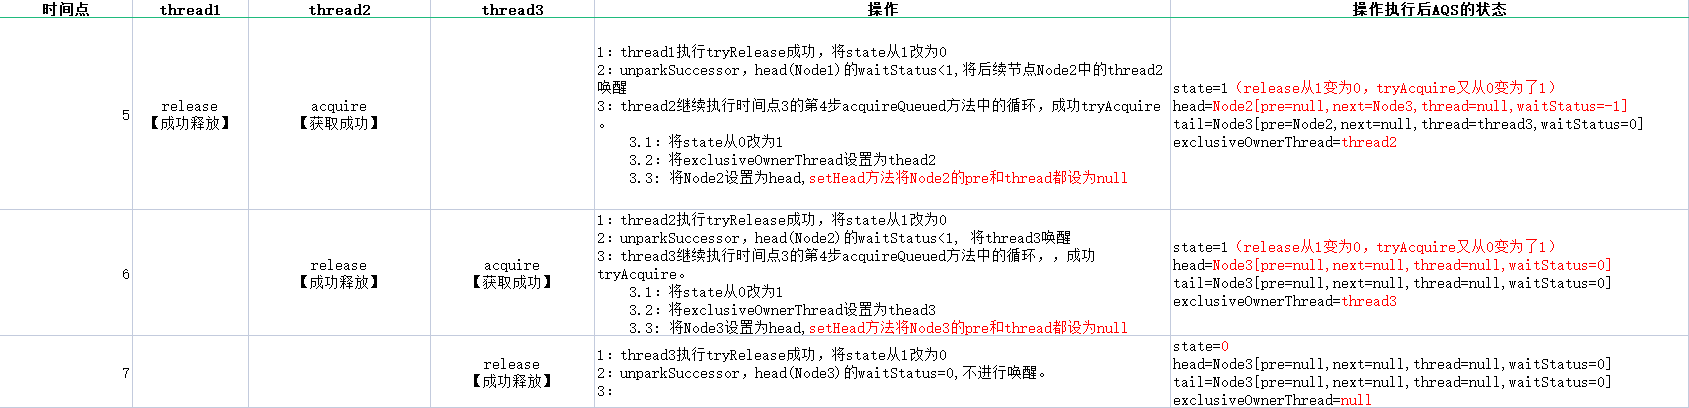 时间点 thread1 thread2 thread3 操作 操作执行后AQS的状态
5
release
【成功释放】
acquire
【获取成功】
1：thread1执行tryRelease成功，将state从1改为0
2：unparkSuccessor，head(Node1)的waitStatus<1,将后续节点Node2中的thread2
唤醒
3：thread2继续执行时间点3的第4步acquireQueued方法中的循环，成功tryAcquire
。
3.1：将state从0改为1
3.2：将exclusiveOwnerThread设置为thead2
3.3: 将Node2设置为head,setHead方法将Node2的pre和thread都设为null
state=1（release从1变为0，tryAcquire又从0变为了1）
head=Node2[pre=null,next=Node3,thread=null,waitStatus=-1]
tail=Node3[pre=Node2,next=null,thread=thread3,waitStatus=0]
exclusiveOwnerThread=thread2
6
release
【成功释放】
acquire
【获取成功】
1：thread2执行tryRelease成功，将state从1改为0
2：unparkSuccessor，head(Node2)的waitStatus<1, 将thread3唤醒
3：thread3继续执行时间点3的第4步acquireQueued方法中的循环，，成功
tryAcquire。
3.1：将state从0改为1
3.2：将exclusiveOwnerThread设置为thead3
3.3: 将Node3设置为head,setHead方法将Node3的pre和thread都设为null
state=1（release从1变为0，tryAcquire又从0变为了1）
head=Node3[pre=null,next=null,thread=null,waitStatus=0]
tail=Node3[pre=null,next=null,thread=null,waitStatus=0]
exclusiveOwnerThread=thread3
7
release
【成功释放】
1：thread3执行tryRelease成功，将state从1改为0
2：unparkSuccessor，head(Node3)的waitStatus=0,不进行唤醒。
3：
state=0
head=Node3[pre=null,next=null,thread=null,waitStatus=0]
tail=Node3[pre=null,next=null,thread=null,waitStatus=0]
exclusiveOwnerThread=null